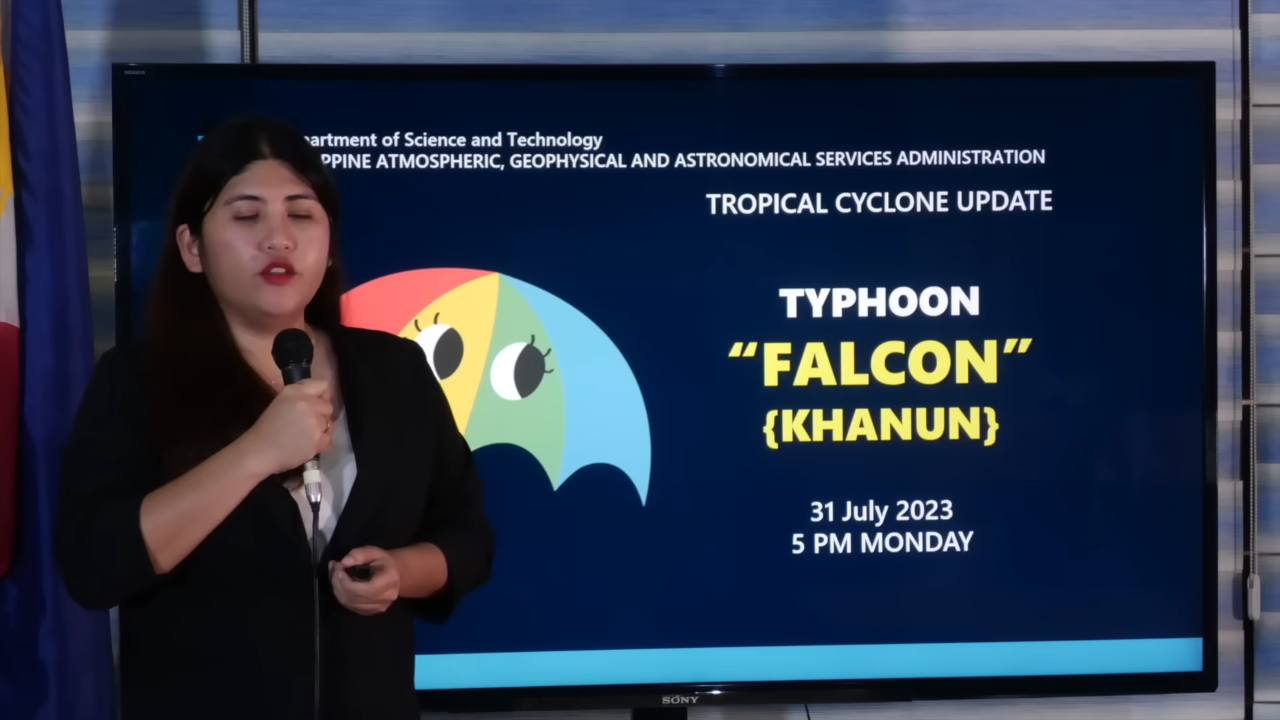 partment of Science and Technology
PPINE ATMOSPHERIC, GEOPHYSICAL AND ASTRONOMICAL SERVICES ADMINISTRATION
TROPICAL CYCLONE UPDATE
TYPHOON
“FALCON”
{KHANUN}
31 July 2023
5 PM MONDAY
SONY